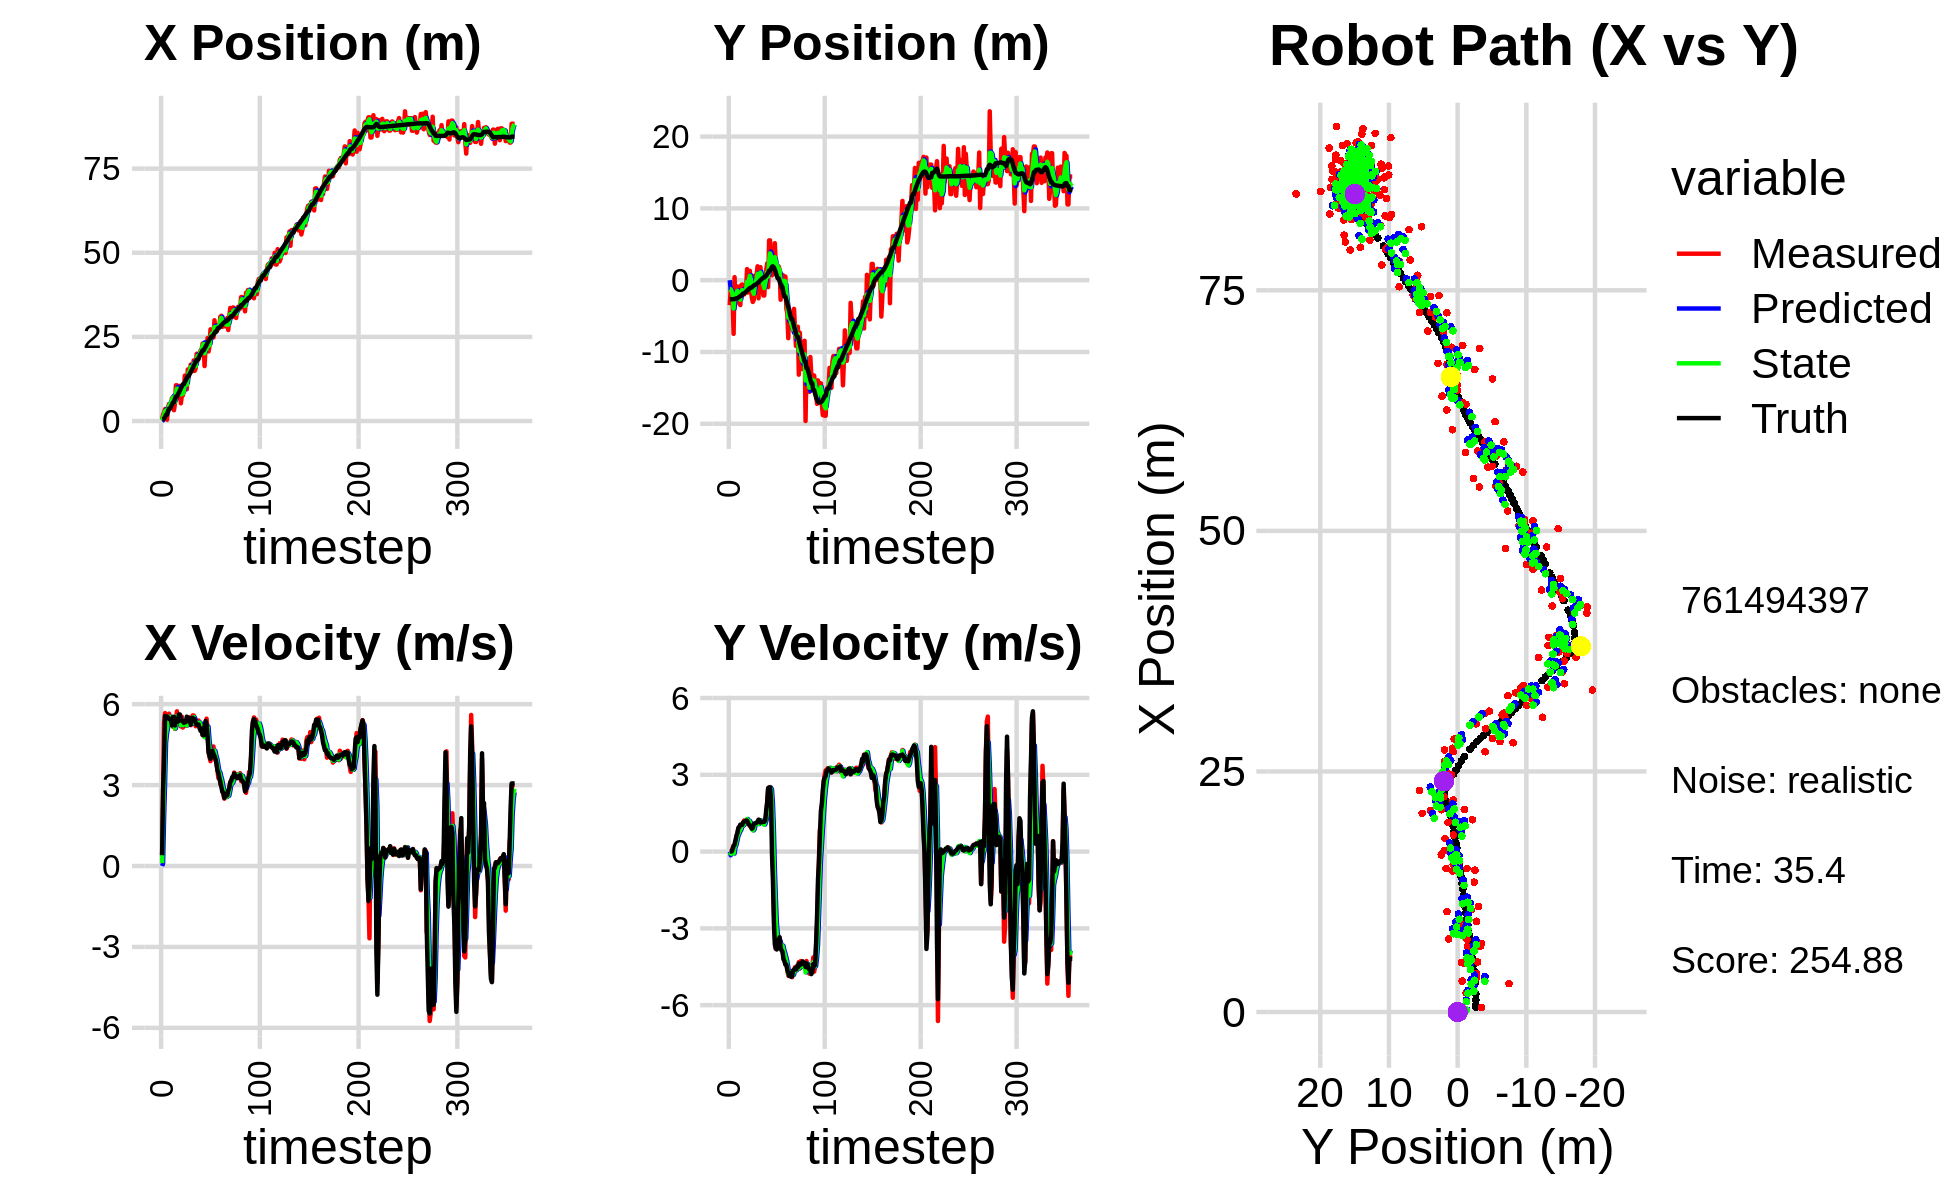 X Position (m)
75
50
25
0
0
100
200
300
timestep
Y Position (m)
20
10
0
-10
-20
0
100
200
300
timestep
X Velocity (m/s)
6
3
0
-3
-6
0
100
200
300
timestep
Y Velocity (m/s)
6
3
0
-3
-6
0
100
200
300
timestep
Robot Path (X vs Y)
X Position (m)
75
50
25
0
20 10 0 -10 -20
Y Position (m)
variable
Measured
Predicted
State
Truth
761494397
Obstacles: none
Noise: realistic
Time: 35.4
Score: 254.88